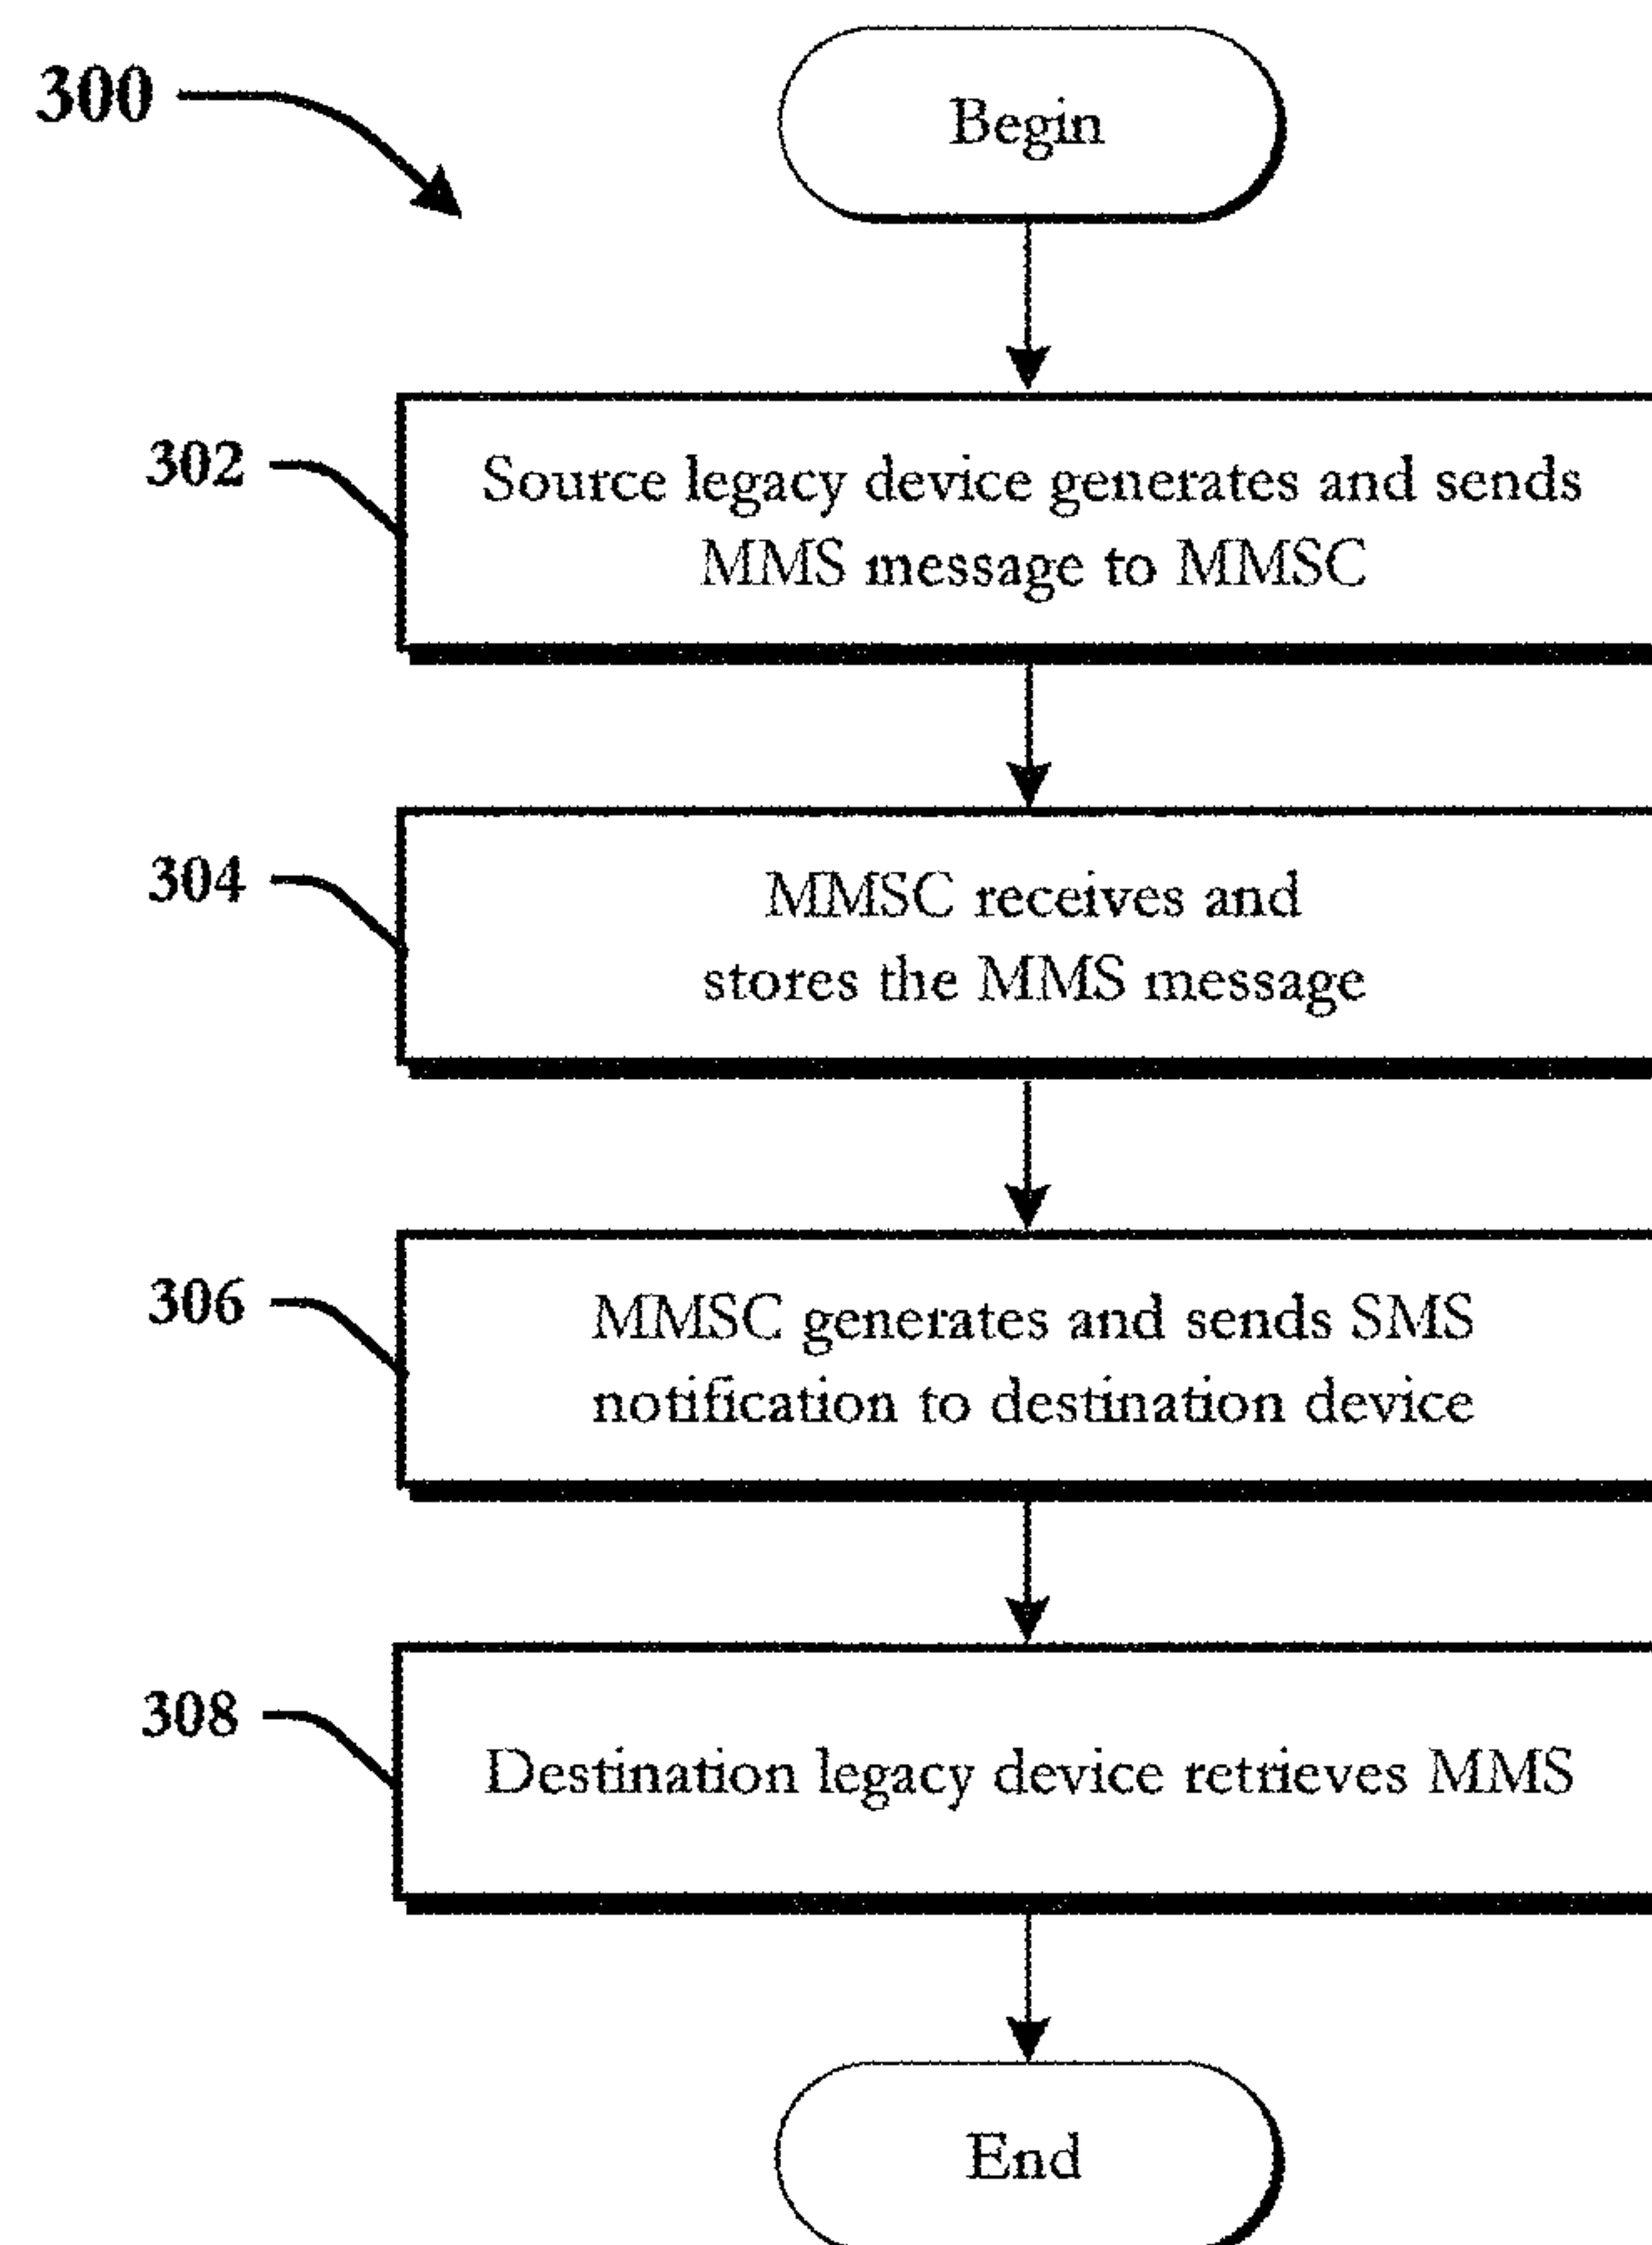 300
Begin
302
Source legacy device generates and sends
MMS message to MMSC
304
MMSC receives and
stores the MMS message
306
MMSC generates and sends SMS
notification to destination device
308
Destination legacy device retrieves MMS
End